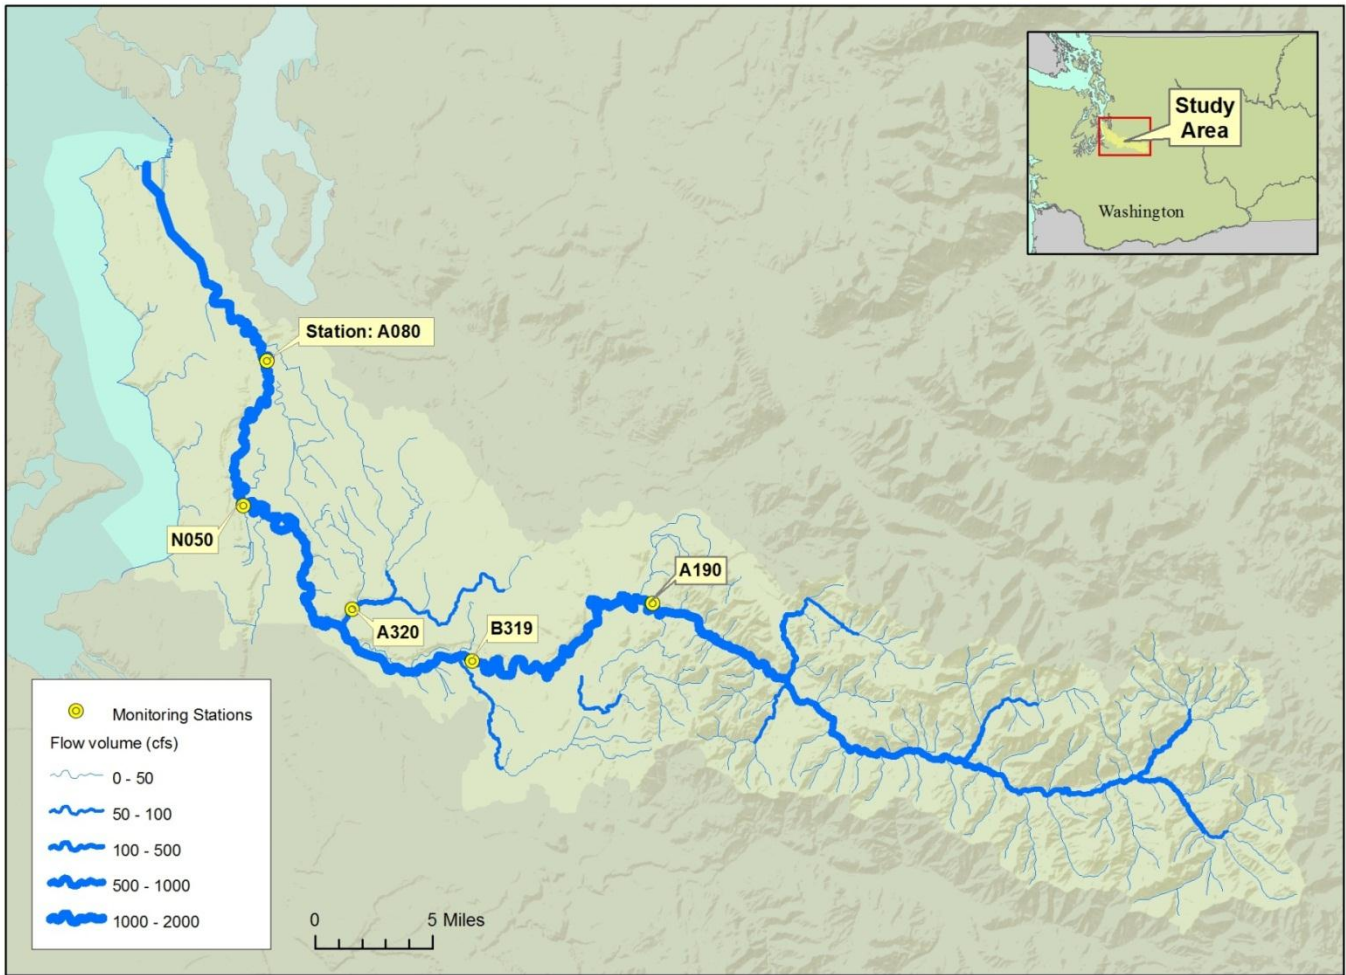 Study
Area
Washington
Station: A080
N050
A190
A320
B319
Monitoring Stations
Flow volume (cfs)
0 - 50
50 - 100
100 - 500
500 - 1000
1000 - 2000
0 5 Miles